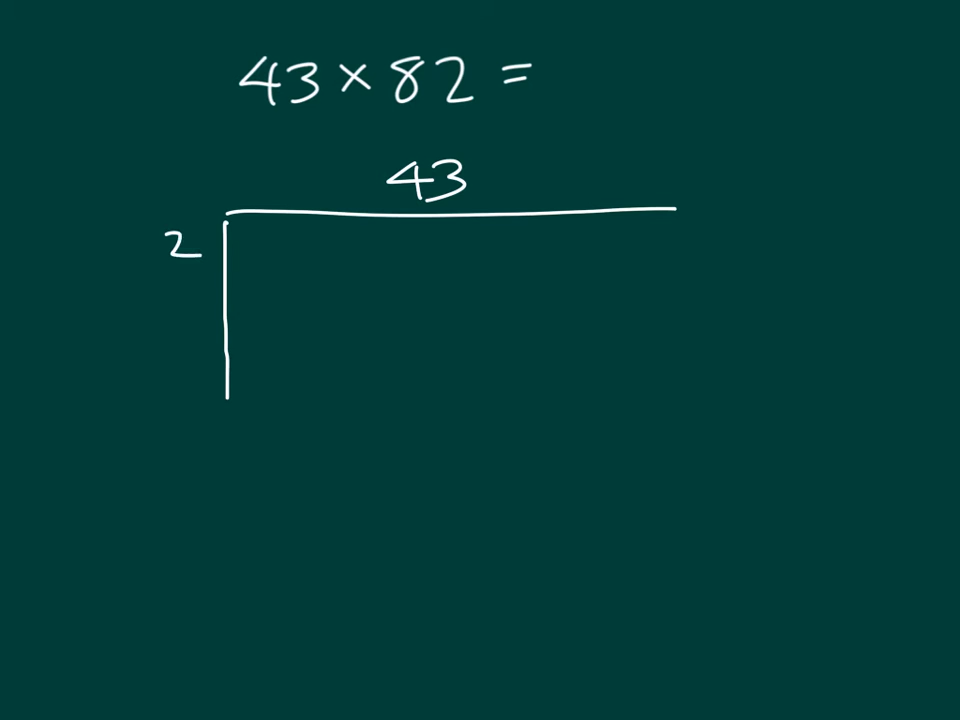 43 × 82 =
43
2